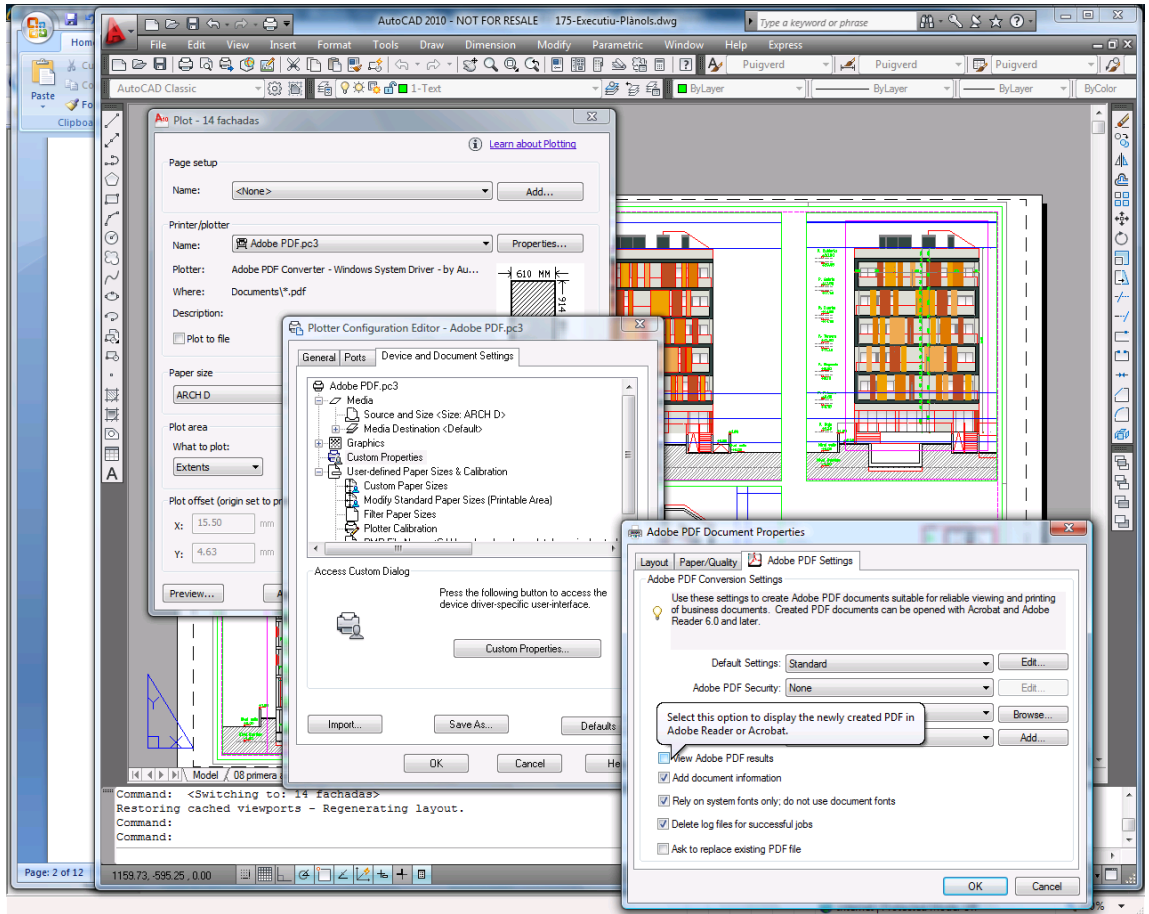 AutoCAD 2010 - NOT FOR RESALE 175-Executiu-Plànols.dwg
Type a keyword or phrase
Hom
File Edit View Insert Format Tools Draw Dimension Modify Parametric Window Help Express
Cu
Puigverd Puigverd Puigverd
Co
AutoCAD Classic 1-Text ByLayer ByLayer ByLayer ByColor
Paste
Fo
Clipboa
Plot - 14 fachadas
Learn about Plotting
Page setup
Name: <None> Add...
Printer/plotter
Name: Adobe PDF.pc3 Properties...
Plotter: Adobe PDF Converter - Windows System Driver - by Au...
610 MM
914
Where: Documents\*.pdf
Description:
Plot to file
Paper size
ARCH D
Plot area
What to plot:
Extents
Plot offset (origin set to pr
X: 15.50 mm
Y: 4.63 mm
Preview... A
Plotter Configuration Editor - Adobe PDF.pc3
General Ports Device and Document Settings
Adobe PDF.pc3
Media
Source and Size <Size: ARCH D>
Media Destination <Default>
Graphics
Custom Properties
User-defined Paper Sizes & Calibration
Custom Paper Sizes
Modify Standard Paper Sizes (Printable Area)
Filter Paper Sizes
Plotter Calibration
Access Custom Dialog
Press the following button to access the
device driver-specific user-interface.
Custom Properties...
Import... Save As... Defaults
OK Cancel He
Adobe PDF Document Properties
Layout Paper/Quality Adobe PDF Settings
Adobe PDF Conversion Settings
Use these settings to create Adobe PDF documents suitable for reliable viewing and printing
of business documents. Created PDF documents can be opened with Acrobat and Adobe
Reader 6.0 and later.
Default Settings: Standard Edit...
Adobe PDF Security: None Edit...
Browse...
Add...
Select this option to display the newly created PDF in
Adobe Reader or Acrobat.
View Adobe PDF results
Add document information
Rely on system fonts only; do not use document fonts
Delete log files for successful jobs
Ask to replace existing PDF file
OK Cancel
Y
X
Model 08 primera
Command: <Switching to: 14 fachadas>
Restoring cached viewports - Regenerating layout.
Command:
Command:
Page: 2 of 12
1159.73, -595.25 , 0.00